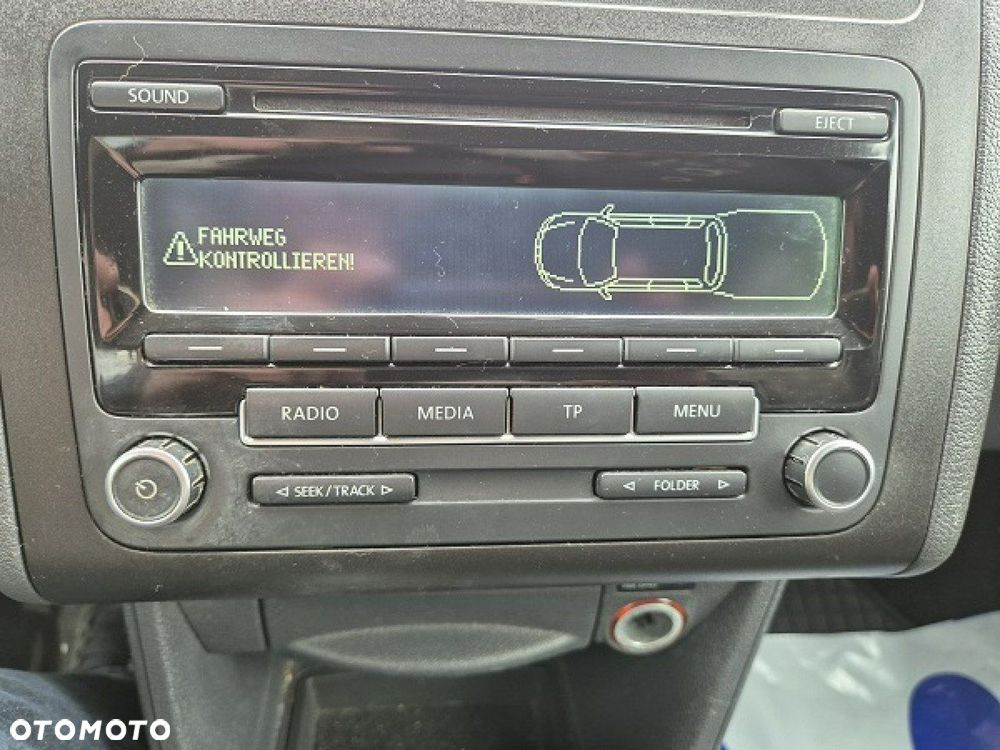 SOUND
EJECT
FAHRWEG
KONTROLLIEREN!
RADIO MEDIA TP MENU
SEEK/TRACK FOLDER
OTOMOTO